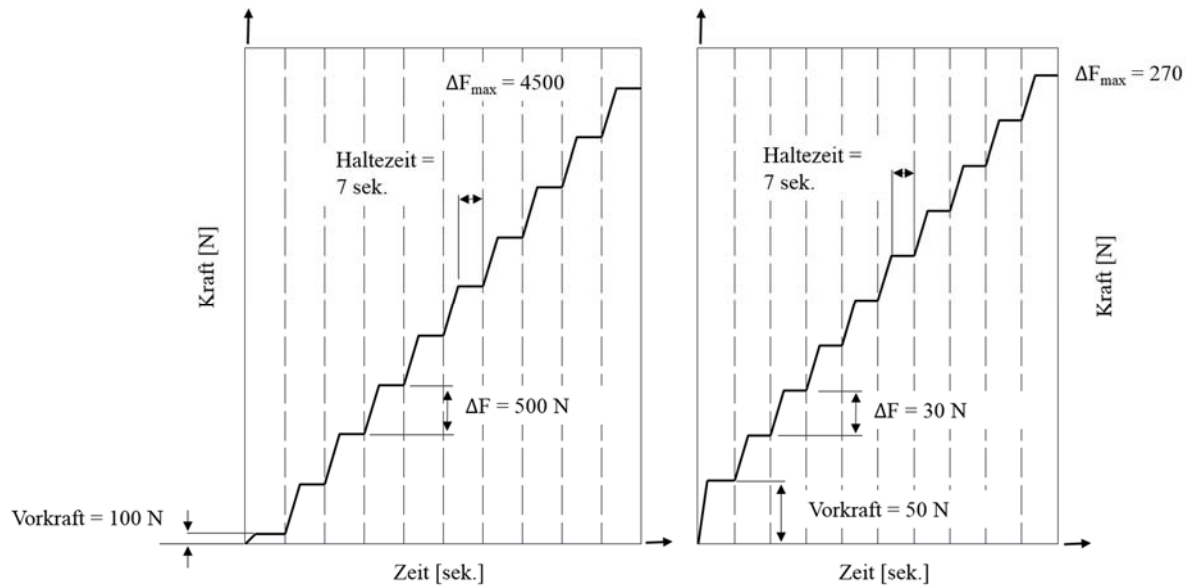 ΔFmax = 4500
Haltezeit =
7 sek.
Kraft [N]
ΔF = 500 N
Vorkraft = 100 N
Zeit [sek.]
ΔFmax = 270
Haltezeit =
7 sek.
Kraft [N]
ΔF = 30 N
Vorkraft = 50 N
Zeit [sek.]